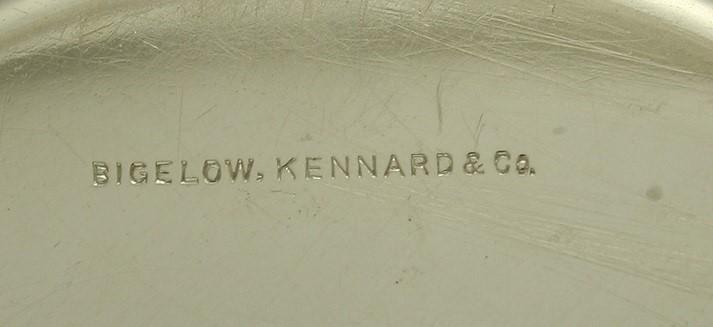 BIGELOW, KENNARD & Co.